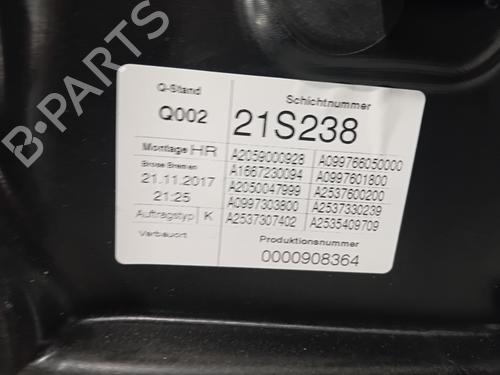 Q-Stand
Schichtnummer
Q002
21S238
Montage HR
A2059000928
A099766050000
Brose Bremen
A1667230094
A0997601800
21.11.2017
A2050047999
A2537600200
21:25
A0997303800
A2537330239
Auftragstyp K
A2537307402
A2535409709
Verbauort
Produktionsnummer
0000908364
B-PARTS